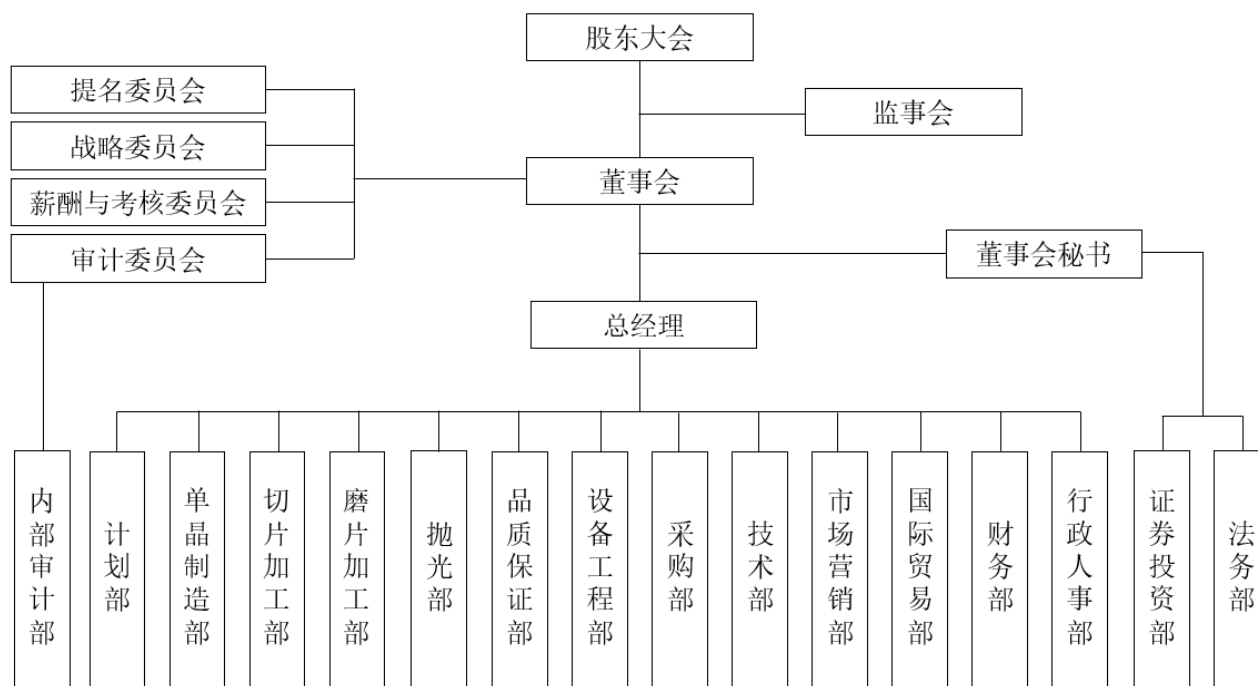 股东大会
提名委员会
监事会
战略委员会
董事会
薪酬与考核委员会
审计委员会
董事会秘书
总经理
内部审计部
计划部
单晶制造部
切片加工部
磨片加工部
抛光部
品质保证部
设备工程部
采购部
技术部
市场营销部
国际贸易部
财务部
行政人事部
证券投资部
法务部